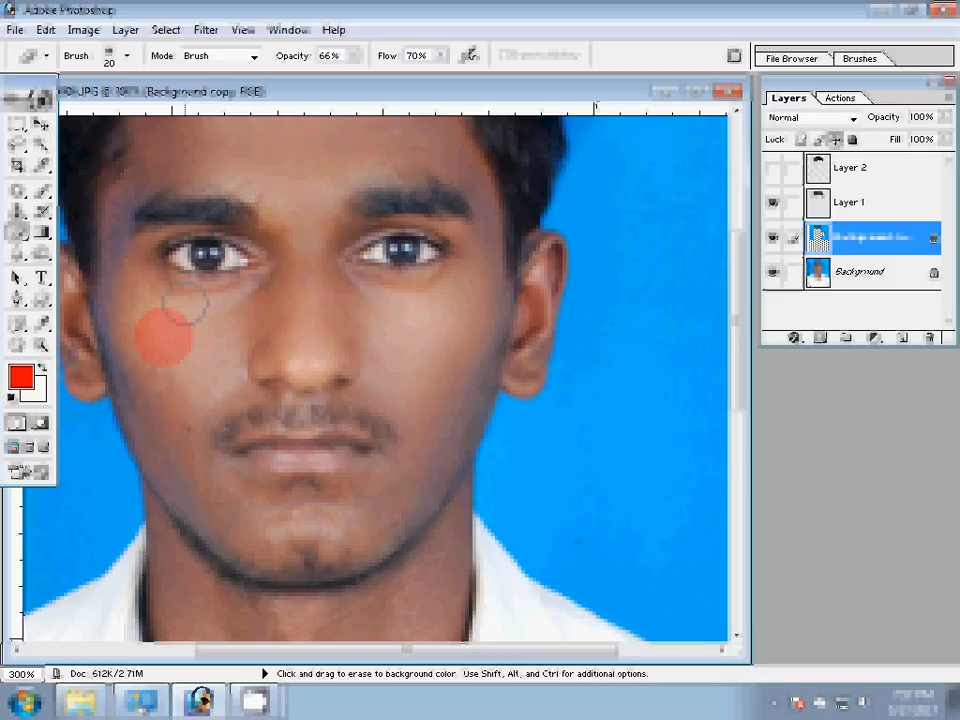 Adobe Photoshop
File Edit Image Layer Select Filter View Window Help
Brush: 20 Mode: Brush Opacity: 66% Flow: 70%
File Browser Brushes
(Background copy, RGB)
Layers Actions
Normal Opacity: 100%
Lock: Fill: 100%
Layer 2
Layer 1
Background
300% Doc: 612K/2.71M Click and drag to erase to background color. Use Shift, Alt, and Ctrl for additional options.